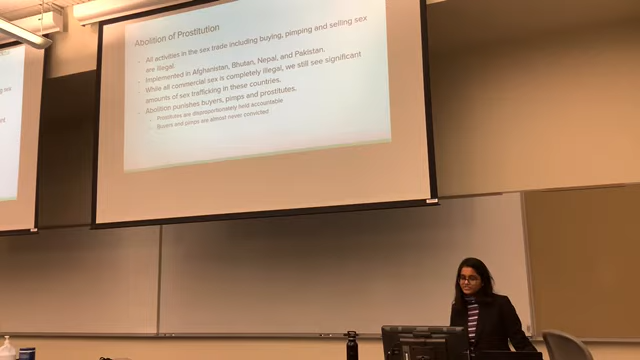 Abolition of Prostitution
- All activities in the sex trade including buying, pimping and selling sex
are illegal.
- Implemented in Afghanistan, Bhutan, Nepal, and Pakistan.
- While all commercial sex is completely illegal, we still see significant
amounts of sex trafficking in these countries.
- Abolition punishes buyers, pimps and prostitutes.
- Prostitutes are disproportionately held accountable
- Buyers and pimps are almost never convicted